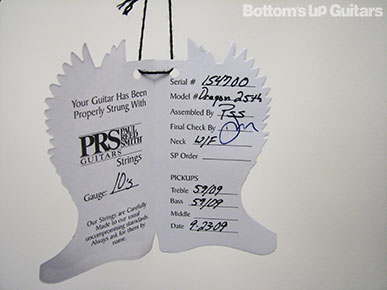 Bottom's Up Guitars
Your Guitar Has Been
Properly Strung With
PRS PAUL REED SMITH
GUITARS
Strings
Gauge: 10's
Our Strings are Carefully
Made to our usual
uncompromising standards.
Always ask for them by
name.
Serial # 154700
Model # Dragon 25th
Assembled By Tss
Final Check By
Neck W/F
SP Order
PICKUPS
Treble 59/09
Bass 59/09
Middle
Date 9-23-09